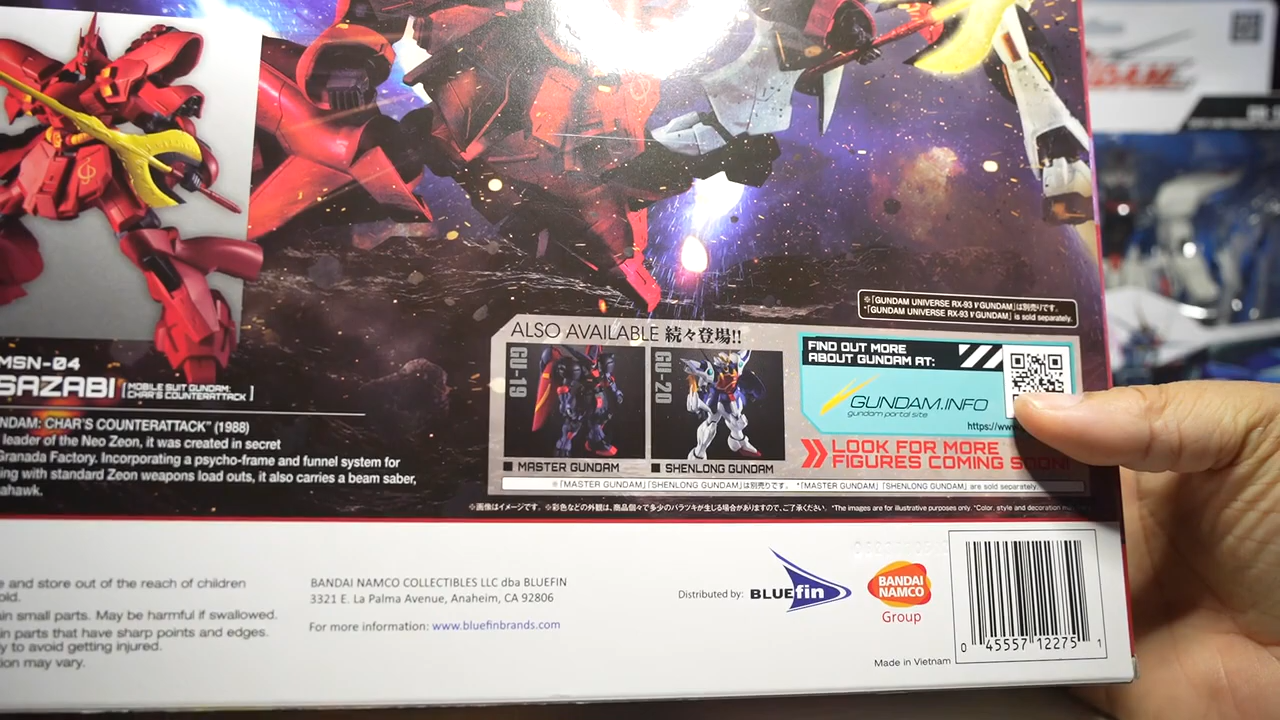 MSN-04
SAZABI [MOBILE SUIT GUNDAM: CHAR'S COUNTERATTACK]
NDAM: CHAR'S COUNTERATTACK" (1988)
leader of the Neo Zeon, it was created in secret
Granada Factory. Incorporating a psycho-frame and funnel system for
ing with standard Zeon weapons load outs, it also carries a beam saber,
ahawk.
※「GUNDAM UNIVERSE RX-93 ν GUNDAM」は別売りです。
*「GUNDAM UNIVERSE RX-93 ν GUNDAM」 is sold separately.
ALSO AVAILABLE 続々登場!!
GU-19
GU-20
■ MASTER GUNDAM
■ SHENLONG GUNDAM
※「MASTER GUNDAM」「SHENLONG GUNDAM」は別売りです。 *「MASTER GUNDAM」「SHENLONG GUNDAM」 are sold separately.
FIND OUT MORE
ABOUT GUNDAM AT:
GUNDAM.INFO
gundam portal site
https://ww
LOOK FOR MORE
FIGURES COMING SOON!
※画像はイメージです。 ※彩色などの外観は、商品個々で多少のバラツキが生じる場合がありますので、ご了承ください。 *The images are for illustrative purposes only. *Color, style and decoration
e and store out of the reach of children
old.
in small parts. May be harmful if swallowed.
in parts that have sharp points and edges.
y to avoid getting injured.
ion may vary.
BANDAI NAMCO COLLECTIBLES LLC dba BLUEFIN
3321 E. La Palma Avenue, Anaheim, CA 92806
For more information: www.bluefinbrands.com
Distributed by: BLUEfin
BANDAI
NAMCO
Group
Made in Vietnam
0 45557 12275 1